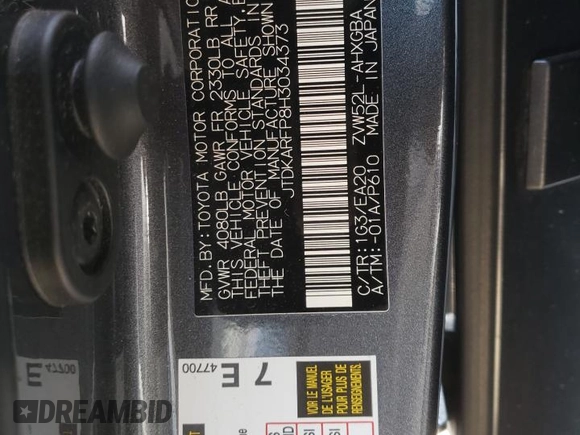 MFD.BY:TOYOTA MOTOR CORPORATION
GVWR 4080LB GAWR FR 2330LB RR
THIS VEHICLE CONFORMS TO ALL
FEDERAL MOTOR VEHICLE SAFETY,
THEFT PREVENTION STANDARDS IN
THE DATE OF MANUFACTURE SHOWN
JTDKARFP8H3034373
C/TR:1G3/EA20 ZVW52L-AHXGBA
A/TM:-01A/P610 MADE IN JAPAN
7 E
47700
VOIR LE MANUEL
DE L'USAGER
POUR PLUS DE
RENSEIGNEMENTS.
DREAMBID